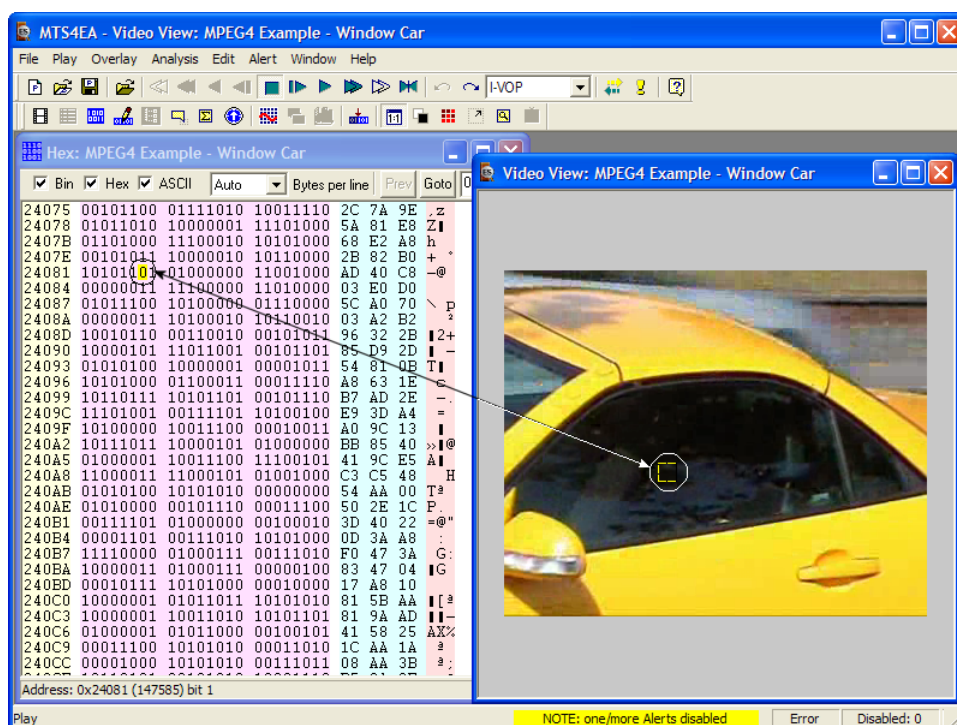 MTS4EA - Video View: MPEG4 Example - Window Car
File Play Overlay Analysis Edit Alert Window Help
I-VOP
Hex: MPEG4 Example - Window Car
Bin Hex ASCII Auto Bytes per line Prev Goto 0
24075 00101100 01111010 10011110 2C 7A 9E ,z
24078 01011010 10000001 11101000 5A 81 E8 Z
2407B 01101000 11100010 10101000 68 E2 A8 h
2407E 00101011 10000010 10110000 2B 82 B0 + °
24081 10101101 01000000 11001000 AD 40 C8 -@
24084 00000011 11100000 11010000 03 E0 D0
24087 01011100 10100000 01110000 5C A0 70 \ p
2408A 00000011 10100010 10110010 03 A2 B2 ²
2408D 10010110 00110010 00101011 96 32 2B 2+
24090 10000101 11011001 00101101 85 D9 2D -
24093 01010100 10000001 00001011 54 81 0B T
24096 10101000 01100011 00011110 A8 63 1E c
24099 10110111 10101101 00101110 B7 AD 2E -.
2409C 11101001 00111101 10100100 E9 3D A4 =
2409F 10100000 10011100 00010011 A0 9C 13
240A2 10111011 10000101 01000000 BB 85 40 » @
240A5 01000001 10011100 11100101 41 9C E5 A
240A8 11000011 11000101 01001000 C3 C5 48 H
240AB 01010100 10101010 00000000 54 AA 00 Tª
240AE 01010000 00101110 00011100 50 2E 1C P.
240B1 00111101 01000000 00100010 3D 40 22 =@"
240B4 00001101 00111010 10101000 0D 3A A8 :
240B7 11110000 01000111 00111010 F0 47 3A G:
240BA 10000011 01000111 00000100 83 47 04 G
240BD 00010111 10101000 00010000 17 A8 10
240C0 10000001 01011011 10101010 81 5B AA [ª
240C3 10000001 10011010 10101101 81 9A AD -
240C6 01000001 01011000 00100101 41 58 25 AX%
240C9 00011100 10101010 00011010 1C AA 1A ª
240CC 00001000 10101010 00111011 08 AA 3B ª;
Address: 0x24081 (147585) bit 1
Video View: MPEG4 Example - Window Car
Play NOTE: one/more Alerts disabled Error Disabled: 0